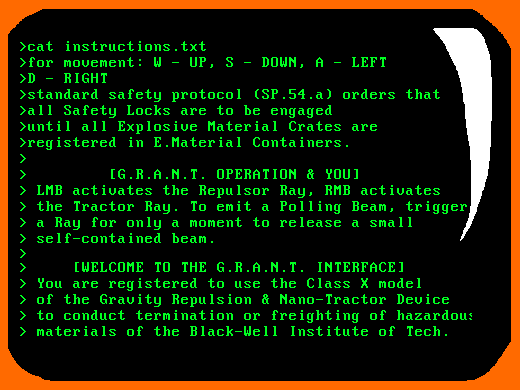 >cat instructions.txt
>for movement: W - UP, S - DOWN, A - LEFT
>D - RIGHT
>standard safety protocol (SP.54.a) orders that
>all Safety Locks are to be engaged
>until all Explosive Material Crates are
>registered in E.Material Containers.
>
> [G.R.A.N.T. OPERATION & YOU]
> LMB activates the Repulsor Ray, RMB activates
> the Tractor Ray. To emit a Polling Beam, trigger
> a Ray for only a moment to release a small
> self-contained beam.
>
> [WELCOME TO THE G.R.A.N.T. INTERFACE]
> You are registered to use the Class X model
> of the Gravity Repulsion & Nano-Tractor Device
> to conduct termination or freighting of hazardous
> materials of the Black-Well Institute of Tech.